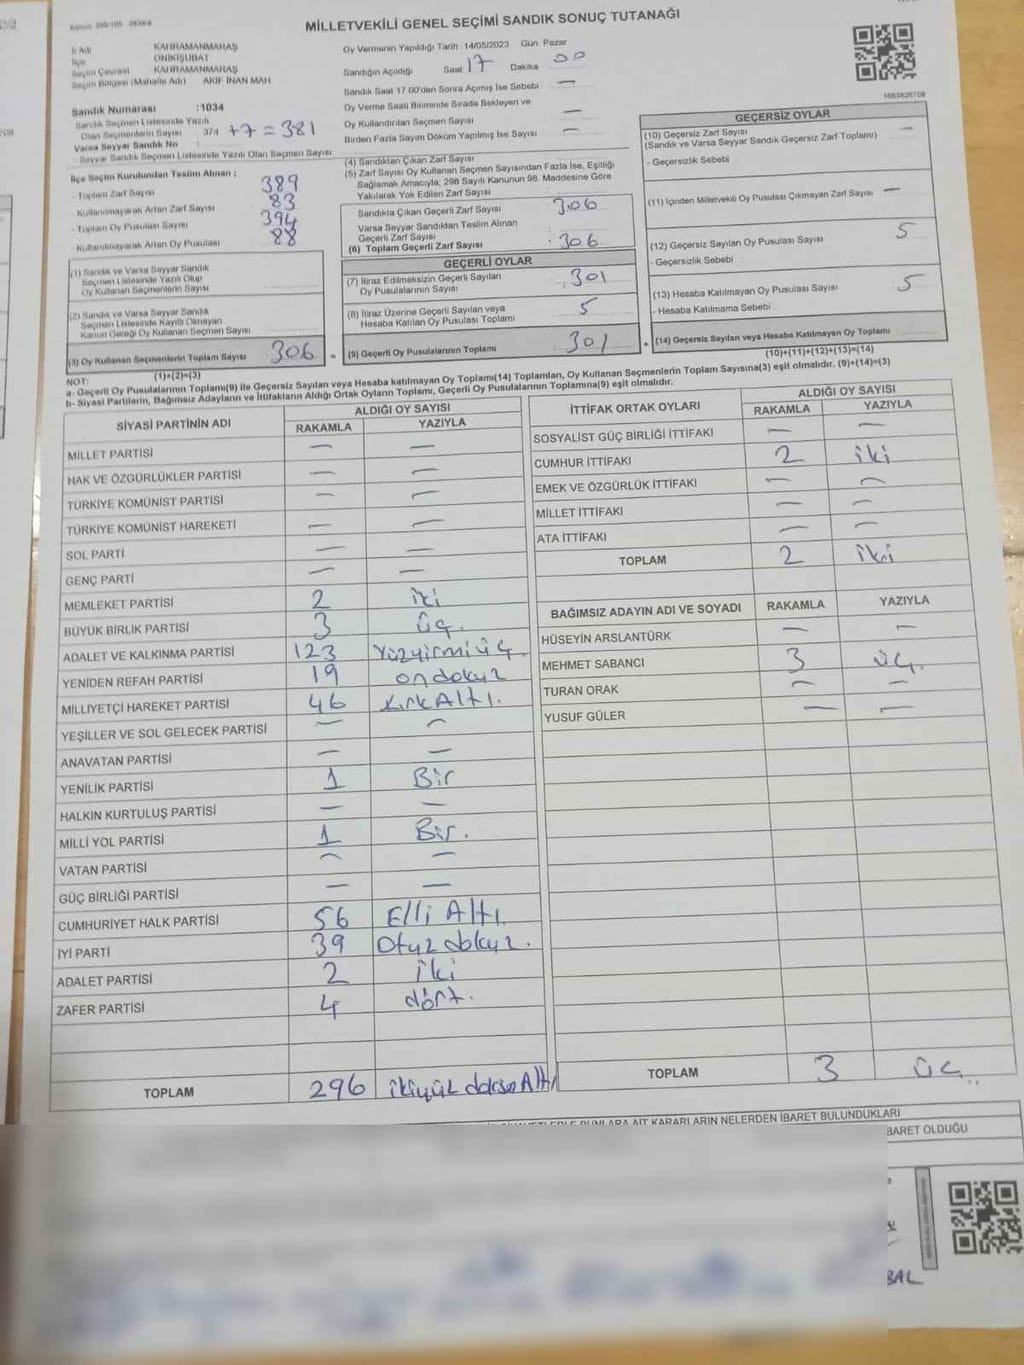 MİLLETVEKİLİ GENEL SEÇİMİ SANDIK SONUÇ TUTANAĞI
İl Adı KAHRAMANMARAŞ
İlçe ONİKİŞUBAT
Seçim Çevresi KAHRAMANMARAŞ
Seçim Bölgesi (Mahalle Adı) AKİF İNAN MAH.
Sandık Numarası :1034
Sandık Seçmen Listesinde Yazılı
Olan Seçmenlerin Sayısı 374 +7=381
Varsa Seyyar Sandık No
Seyyar Sandık Seçmen Listesinde Yazılı Olan Seçmen Sayısı
İlçe Seçim Kurulundan Teslim Alınan ;
- Toplam Zarf Sayısı 389
- Kullanılmayarak Artan Zarf Sayısı 83
- Toplam Oy Pusulası Sayısı 394
- Kullanılmayarak Artan Oy Pusulası 88
(1) Sandık ve Varsa Seyyar Sandık
Seçmen Listesinde Yazılı Olup
Oy Kullanan Seçmenlerin Sayısı
(2) Sandık ve Varsa Seyyar Sandık
Seçmen Listesinde Kayıtlı Olmayan
Kanun Gereği Oy Kullanan Seçmen Sayısı
(3) Oy Kullanan Seçmenlerin Toplam Sayısı 306 =
(1)+(2)=(3)
Oy Vermenin Yapıldığı Tarih 14/05/2023 Gün Pazar
Sandığın Açıldığı Saat 17 Dakika 00
Sandık Saat 17.00'den Sonra Açılmış İse Sebebi —
Oy Verme Saati Bitiminde Sırada Bekleyen ve
Oy Kullandırılan Seçmen Sayısı —
Birden Fazla Sayım Döküm Yapılmış İse Sayısı —
(4) Sandıktan Çıkan Zarf Sayısı
(5) Zarf Sayısı Oy Kullanan Seçmen Sayısından Fazla İse, Eşitliği
Sağlamak Amacıyla, 298 Sayılı Kanunun 98. Maddesine Göre
Yakılarak Yok Edilen Zarf Sayısı
Sandıkta Çıkan Geçerli Zarf Sayısı 306
Varsa Seyyar Sandıktan Teslim Alınan
Geçerli Zarf Sayısı
(6) Toplam Geçerli Zarf Sayısı 306
GEÇERLİ OYLAR
(7) İtiraz Edilmeksizin Geçerli Sayılan
Oy Pusulalarının Sayısı 301
(8) İtiraz Üzerine Geçerli Sayılan veya
Hesaba Katılan Oy Pusulası Toplamı 5
(9) Geçerli Oy Pusulalarının Toplamı 301 +
1083826708
GEÇERSİZ OYLAR
(10) Geçersiz Zarf Sayısı —
(Sandık ve Varsa Seyyar Sandık Geçersiz Zarf Toplamı)
- Geçersizlik Sebebi
(11) İçinden Milletvekili Oy Pusulası Çıkmayan Zarf Sayısı —
(12) Geçersiz Sayılan Oy Pusulası Sayısı 5
- Geçersizlik Sebebi
(13) Hesaba Katılmayan Oy Pusulası Sayısı 5
- Hesaba Katılmama Sebebi
(14) Geçersiz Sayılan veya Hesaba Katılmayan Oy Toplamı
(10)+(11)+(12)+(13)=(14)
NOT:
a- Geçerli Oy Pusulalarının Toplamı(9) ile Geçersiz Sayılan veya Hesaba katılmayan Oy Toplamı(14) Toplamları, Oy Kullanan Seçmenlerin Toplam Sayısına(3) eşit olmalıdır. (9)+(14)=(3)
b- Siyasi Partilerin, Bağımsız Adayların ve İttifakların Aldığı Ortak Oyların Toplamı, Geçerli Oy Pusulalarının Toplamına(9) eşit olmalıdır.
SİYASİ PARTİNİN ADI ALDIĞI OY SAYISI
RAKAMLA YAZIYLA
MİLLET PARTİSİ — —
HAK VE ÖZGÜRLÜKLER PARTİSİ — —
TÜRKİYE KOMÜNİST PARTİSİ — —
TÜRKİYE KOMÜNİST HAREKETİ — —
SOL PARTİ — —
GENÇ PARTİ — —
MEMLEKET PARTİSİ 2 iki
BÜYÜK BİRLİK PARTİSİ 3 üç.
ADALET VE KALKINMA PARTİSİ 123 Yüzyirmiüç
YENİDEN REFAH PARTİSİ 19 ondokuz
MİLLİYETÇİ HAREKET PARTİSİ 46 KırkAltı.
YEŞİLLER VE SOL GELECEK PARTİSİ — —
ANAVATAN PARTİSİ — —
YENİLİK PARTİSİ 1 Bir
HALKIN KURTULUŞ PARTİSİ — —
MİLLİ YOL PARTİSİ 1 Bir.
VATAN PARTİSİ — —
GÜÇ BİRLİĞİ PARTİSİ — —
CUMHURİYET HALK PARTİSİ 56 Elli Altı
İYİ PARTİ 39 Otuz dokuz.
ADALET PARTİSİ 2 iki
ZAFER PARTİSİ 4 dört.
TOPLAM 296 ikiyüz doksan Altı
İTTİFAK ORTAK OYLARI ALDIĞI OY SAYISI
RAKAMLA YAZIYLA
SOSYALİST GÜÇ BİRLİĞİ İTTİFAKI — —
CUMHUR İTTİFAKI 2 iki
EMEK VE ÖZGÜRLÜK İTTİFAKI — —
MİLLET İTTİFAKI — —
ATA İTTİFAKI — —
TOPLAM 2 iki
BAĞIMSIZ ADAYIN ADI VE SOYADI RAKAMLA YAZIYLA
HÜSEYİN ARSLANTÜRK — —
MEHMET SABANCI 3 üç.
TURAN ORAK — —
YUSUF GÜLER — —
TOPLAM 3 üç
KARARLARIN NELERDEN İBARET BULUNDUKLARI
BARET OLDUĞU
BAL